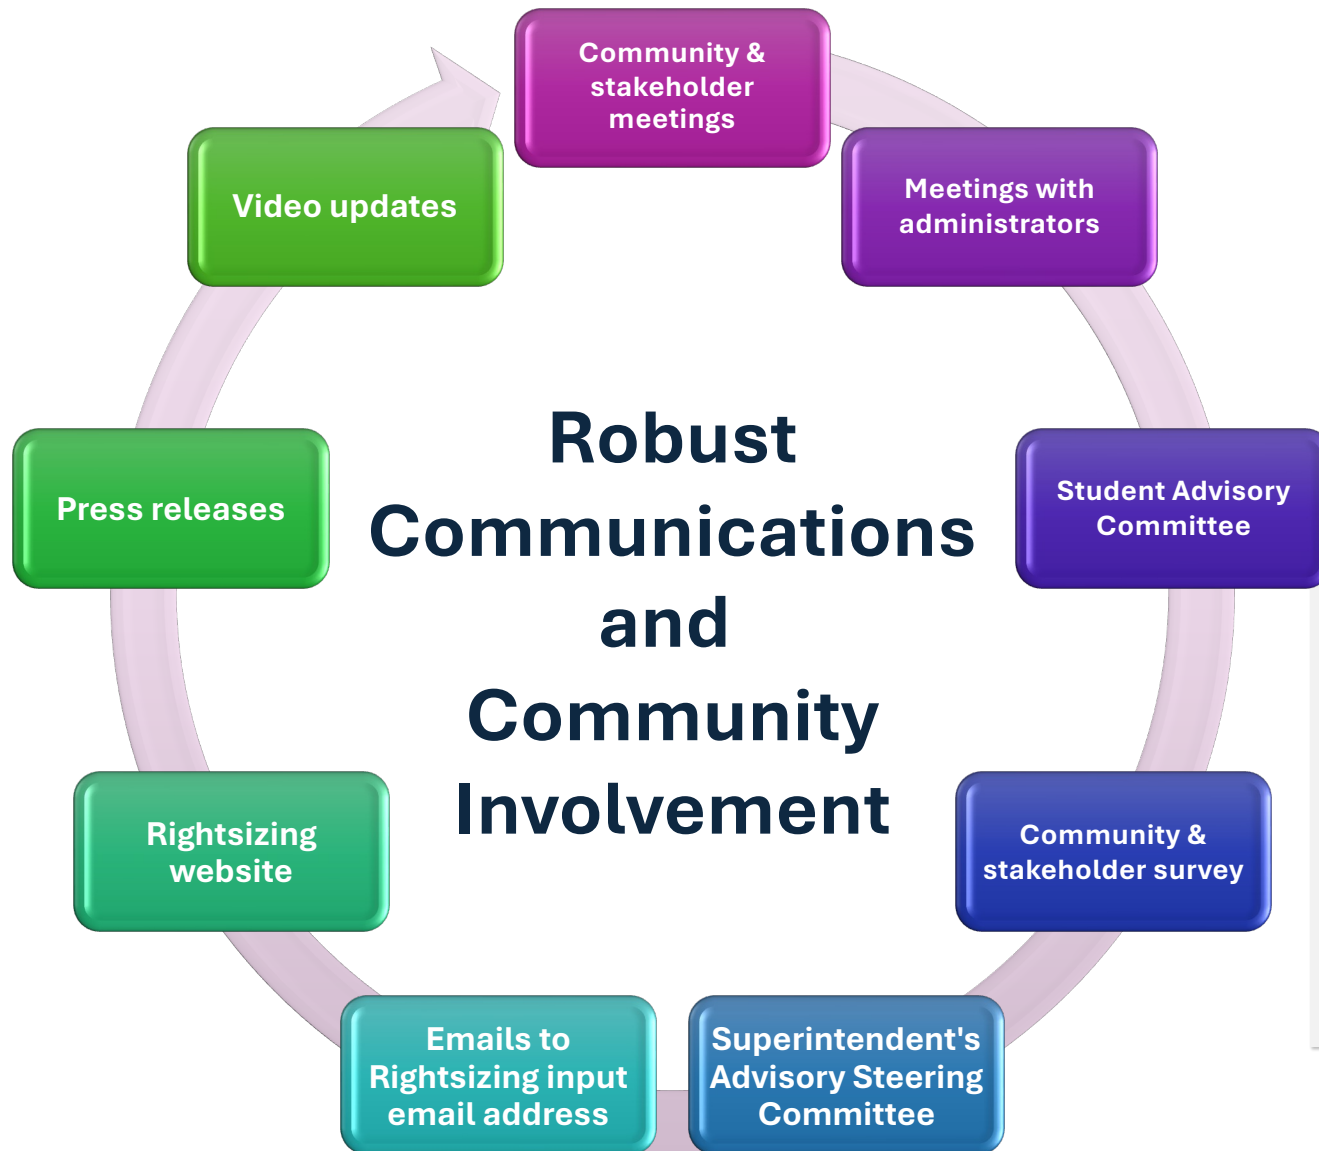 Community &
stakeholder
meetings
Meetings with
administrators
Student Advisory
Committee
Community &
stakeholder survey
Superintendent's
Advisory Steering
Committee
Emails to
Rightsizing input
email address
Rightsizing
website
Press releases
Video updates
Robust
Communications
and
Community
Involvement